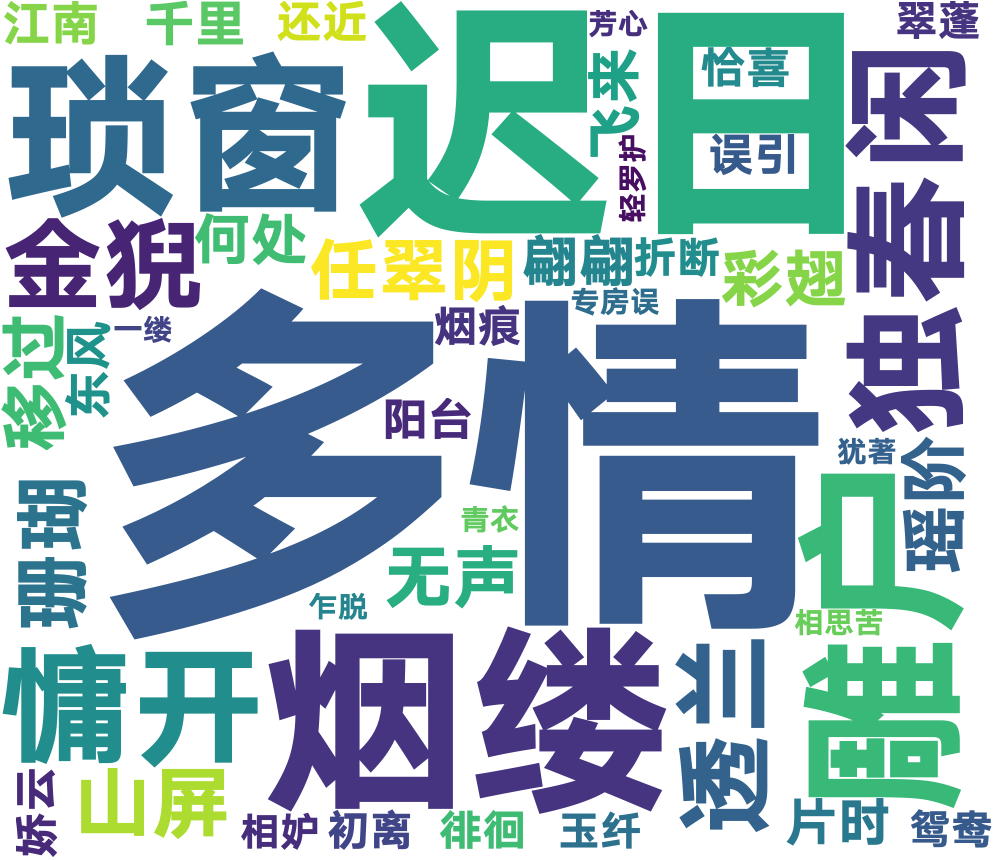 江南
千里
还近
芳心
翠蓬
琐窗
迟日
飞来
恰喜
误引
轻罗护
闲
看
独
金猊
何处
任翠阴
翩翩
折断
彩翅
专房误
移过
东风
一缕
烟痕
多情
阳台
犹著
瑶阶
珊瑚
青衣
无声
户
雕
乍脱
相思苦
慵开
烟缕
透兰
山屏
娇云
相妒
初离
徘徊
玉纤
片时
鸳鸯